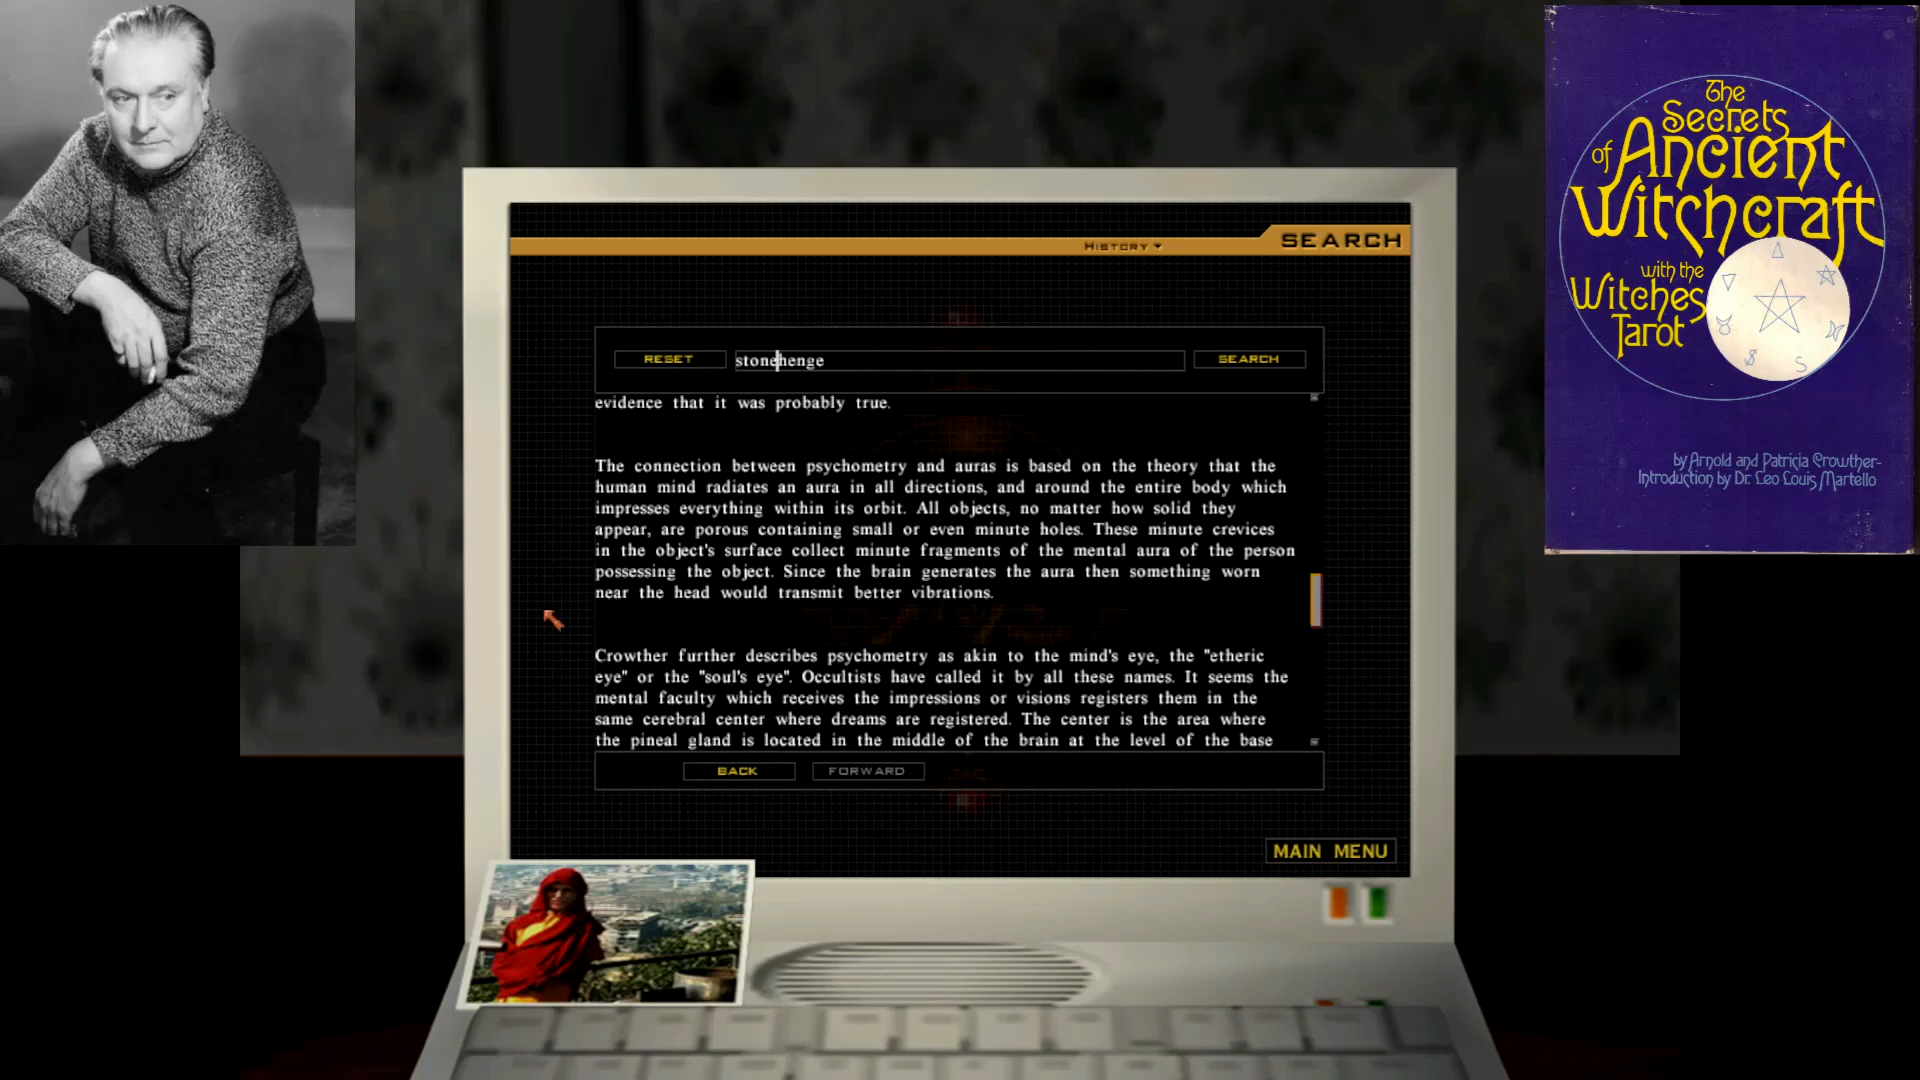 The
Secrets
of Ancient
Witchcraft
with the
Witches
Tarot
by Arnold and Patricia Crowther-
Introduction by Dr. Leo Louis Martello
HISTORY
SEARCH
RESET
stonehenge
SEARCH
evidence that it was probably true.
The connection between psychometry and auras is based on the theory that the
human mind radiates an aura in all directions, and around the entire body which
impresses everything within its orbit. All objects, no matter how solid they
appear, are porous containing small or even minute holes. These minute crevices
in the object's surface collect minute fragments of the mental aura of the person
possessing the object. Since the brain generates the aura then something worn
near the head would transmit better vibrations.
Crowther further describes psychometry as akin to the mind's eye, the "etheric
eye" or the "soul's eye". Occultists have called it by all these names. It seems the
mental faculty which receives the impressions or visions registers them in the
same cerebral center where dreams are registered. The center is the area where
the pineal gland is located in the middle of the brain at the level of the base
BACK
FORWARD
MAIN MENU